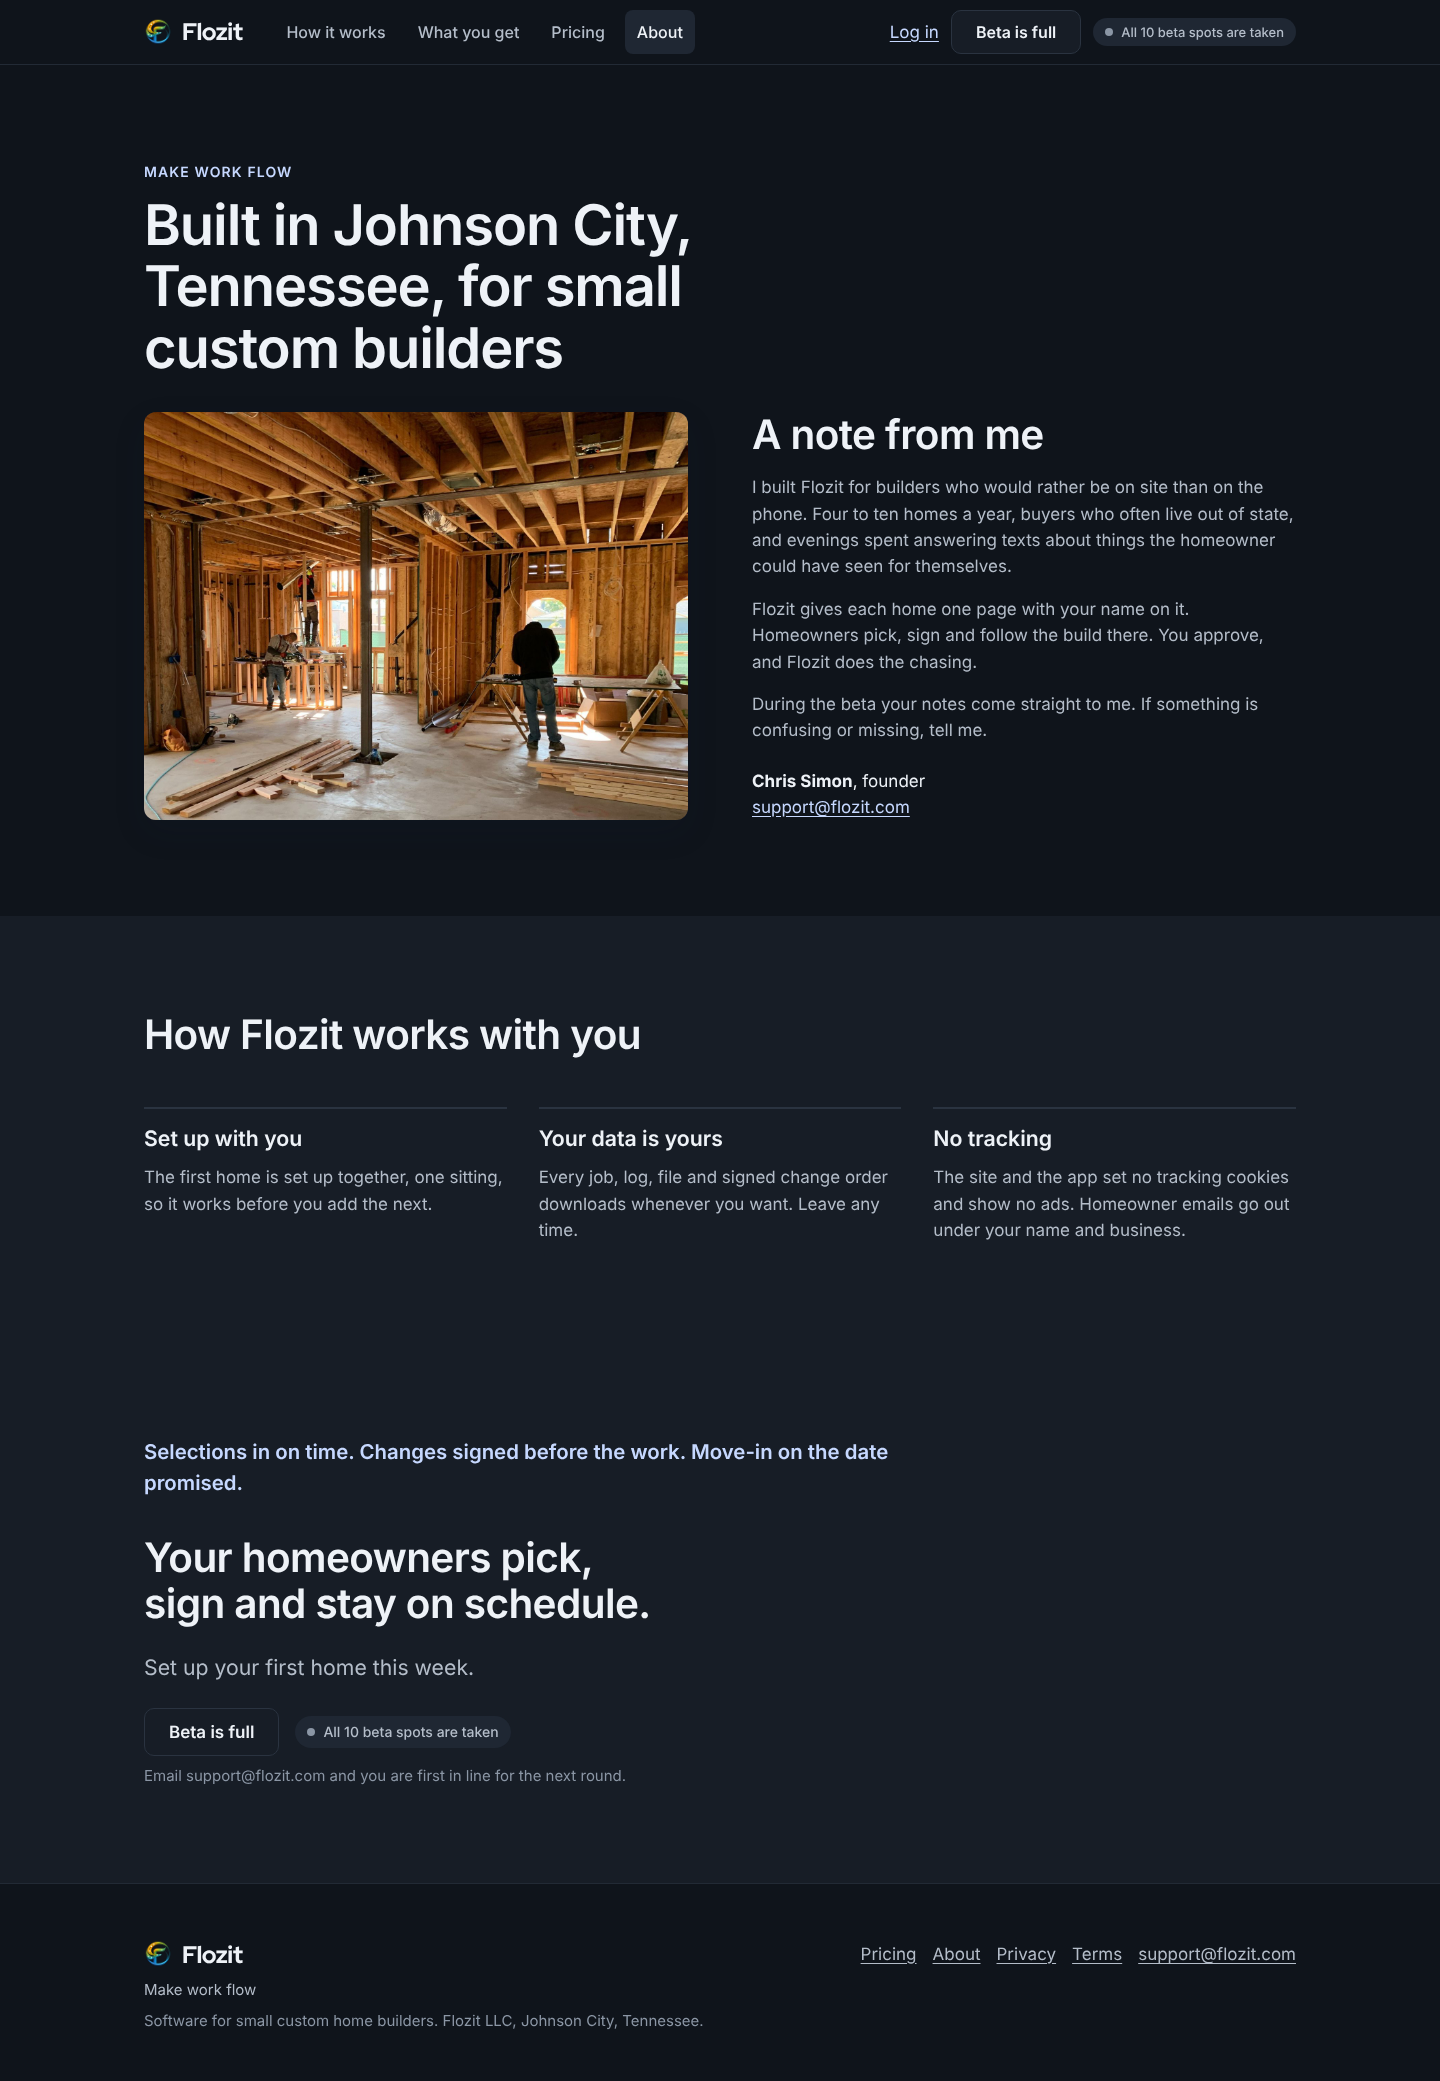 Flozit
How it works
What you get
Pricing
About
Log in
Beta is full
All 10 beta spots are taken
MAKE WORK FLOW
Built in Johnson City,
Tennessee, for small
custom builders
A note from me
I built Flozit for builders who would rather be on site than on the
phone. Four to ten homes a year, buyers who often live out of state,
and evenings spent answering texts about things the homeowner
could have seen for themselves.
Flozit gives each home one page with your name on it.
Homeowners pick, sign and follow the build there. You approve,
and Flozit does the chasing.
During the beta your notes come straight to me. If something is
confusing or missing, tell me.
Chris Simon, founder
support@flozit.com
How Flozit works with you
Set up with you
The first home is set up together, one sitting,
so it works before you add the next.
Your data is yours
Every job, log, file and signed change order
downloads whenever you want. Leave any
time.
No tracking
The site and the app set no tracking cookies
and show no ads. Homeowner emails go out
under your name and business.
Selections in on time. Changes signed before the work. Move-in on the date
promised.
Your homeowners pick,
sign and stay on schedule.
Set up your first home this week.
Beta is full
All 10 beta spots are taken
Email support@flozit.com and you are first in line for the next round.
Flozit
Make work flow
Software for small custom home builders. Flozit LLC, Johnson City, Tennessee.
Pricing
About
Privacy
Terms
support@flozit.com